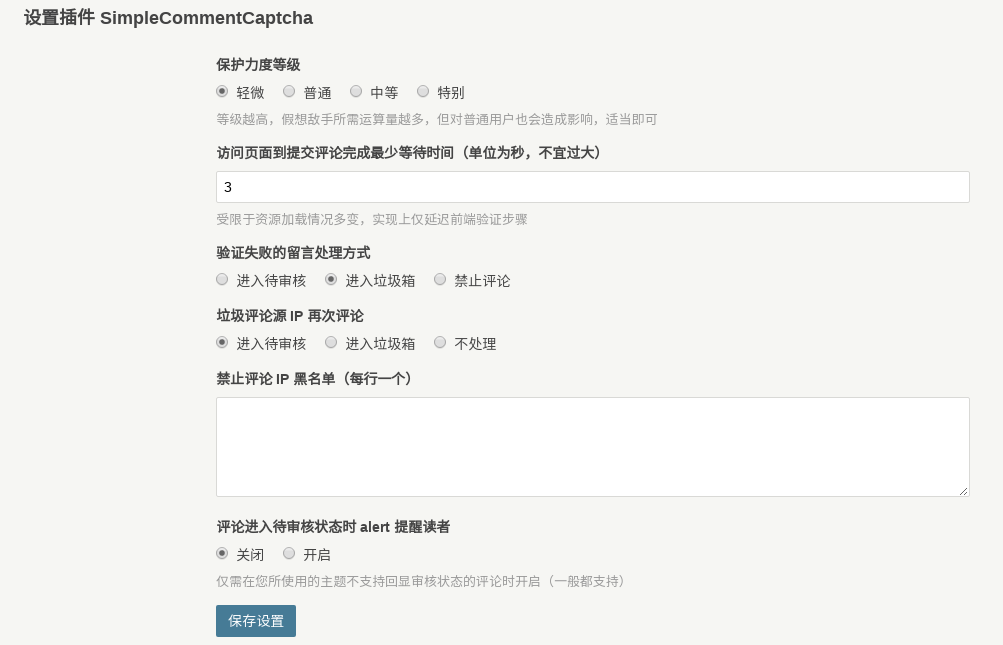 设置插件 SimpleCommentCaptcha
保护力度等级
轻微 普通 中等 特别
等级越高，假想敌手所需运算量越多，但对普通用户也会造成影响，适当即可
访问页面到提交评论完成最少等待时间（单位为秒，不宜过大）
3
受限于资源加载情况多变，实现上仅延迟前端验证步骤
验证失败的留言处理方式
进入待审核 进入垃圾箱 禁止评论
垃圾评论源 IP 再次评论
进入待审核 进入垃圾箱 不处理
禁止评论 IP 黑名单（每行一个）
评论进入待审核状态时 alert 提醒读者
关闭 开启
仅需在您所使用的主题不支持回显审核状态的评论时开启（一般都支持）
保存设置